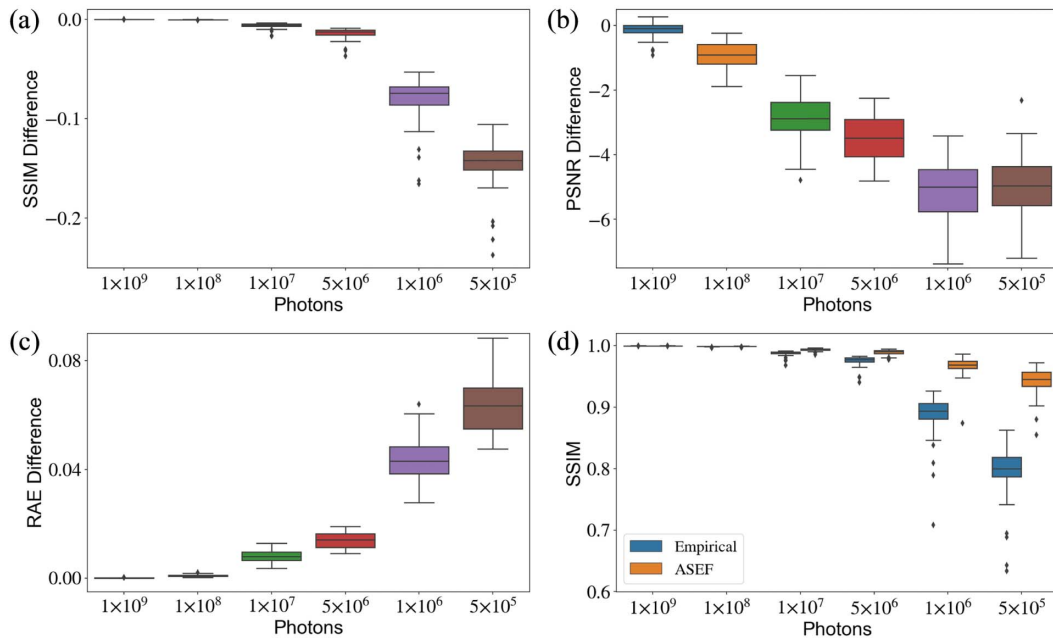 (a)
SSIM Difference
0.0
−0.1
−0.2
1×10⁹ 1×10⁸ 1×10⁷ 5×10⁶ 1×10⁶ 5×10⁵
Photons
(b)
PSNR Difference
0
−2
−4
−6
1×10⁹ 1×10⁸ 1×10⁷ 5×10⁶ 1×10⁶ 5×10⁵
Photons
(c)
RAE Difference
0.08
0.04
0.00
1×10⁹ 1×10⁸ 1×10⁷ 5×10⁶ 1×10⁶ 5×10⁵
Photons
(d)
SSIM
1.0
0.9
0.8
0.7
0.6
Empirical
ASEF
1×10⁹ 1×10⁸ 1×10⁷ 5×10⁶ 1×10⁶ 5×10⁵
Photons